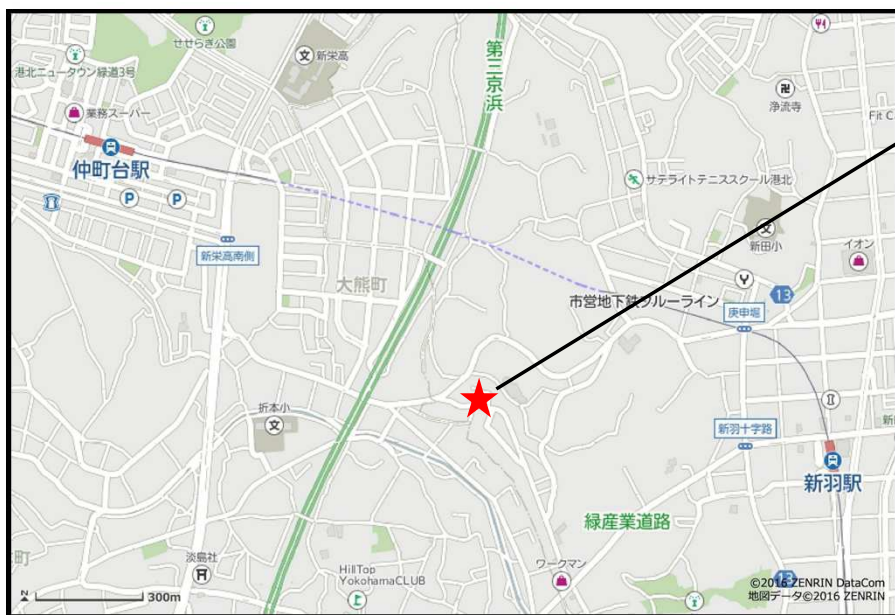 せせらぎ公園
新栄高
第三京浜
港北ニュータウン緑道3号
業務スーパー
浄流寺
Fit C
仲町台駅
サテライトテニススクール港北
P
P
新田小
新栄高南側
イオン
大熊町
13
市営地下鉄ブルーライン
庚申堀
折本小
新羽十字路
新羽駅
緑産業道路
淡島社
HillTop
YokohamaCLUB
ワークマン
13
300m
©2016 ZENRIN DataCom
地図データ©2016 ZENRIN